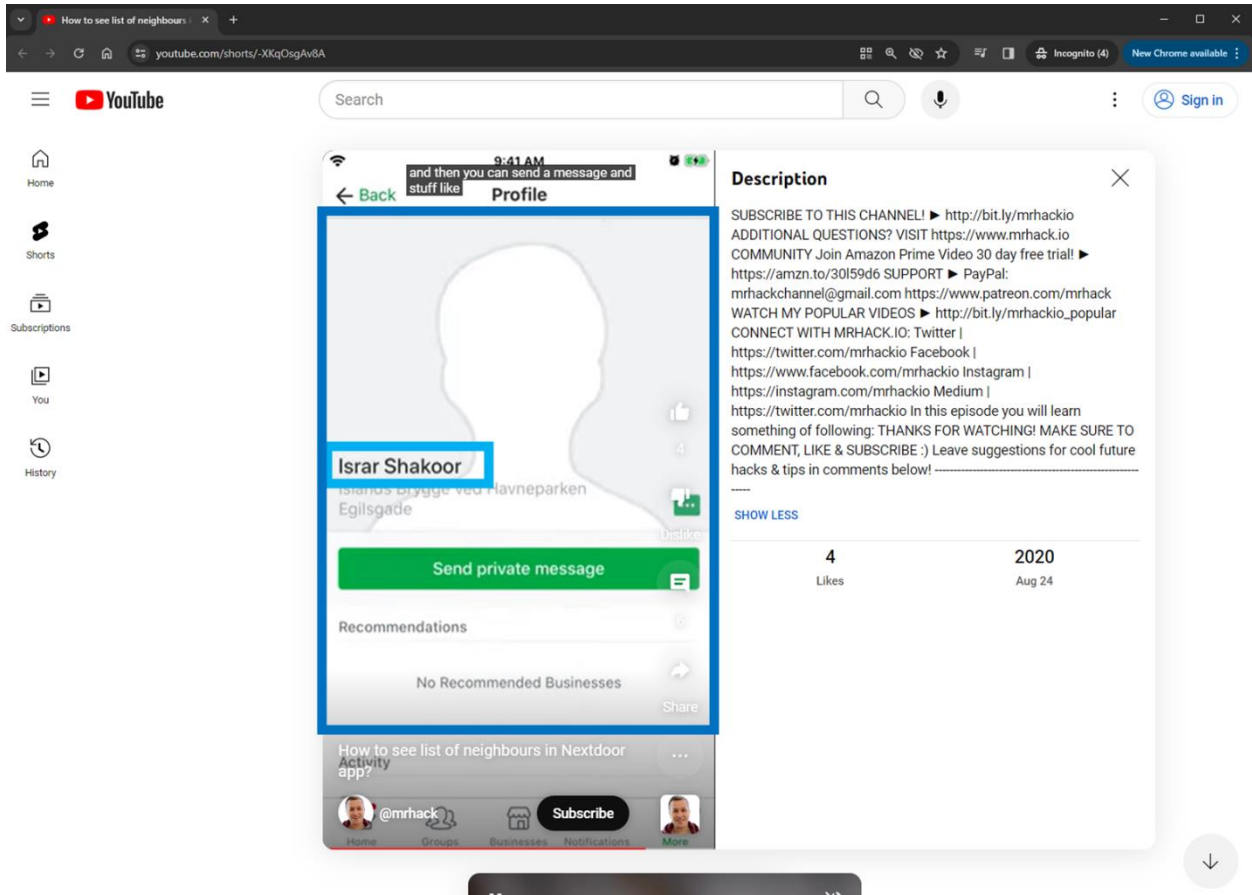 How to see list of neighbours i
youtube.com/shorts/-XKqOsgAv8A
Incognito (4)
New Chrome available
YouTube
Search
Sign in
Home
Shorts
Subscriptions
You
History
9:41 AM
and then you can send a message and
stuff like
Back
Profile
Israr Shakoor
Islands Brygge ved Havneparken
Egilsgade
Send private message
Recommendations
No Recommended Businesses
4
Dislike
6
Share
How to see list of neighbours in Nextdoor
app?
Activity
@mrhack
Subscribe
Home
Groups
Businesses
Notifications
More
Description
SUBSCRIBE TO THIS CHANNEL! ► http://bit.ly/mrhackio
ADDITIONAL QUESTIONS? VISIT https://www.mrhack.io
COMMUNITY Join Amazon Prime Video 30 day free trial! ►
https://amzn.to/30l59d6 SUPPORT ► PayPal:
mrhackchannel@gmail.com https://www.patreon.com/mrhack
WATCH MY POPULAR VIDEOS ► http://bit.ly/mrhackio_popular
CONNECT WITH MRHACK.IO: Twitter |
https://twitter.com/mrhackio Facebook |
https://www.facebook.com/mrhackio Instagram |
https://instagram.com/mrhackio Medium |
https://twitter.com/mrhackio In this episode you will learn
something of following: THANKS FOR WATCHING! MAKE SURE TO
COMMENT, LIKE & SUBSCRIBE :) Leave suggestions for cool future
hacks & tips in comments below! ------------------------------------------------------
-----
SHOW LESS
4
Likes
2020
Aug 24